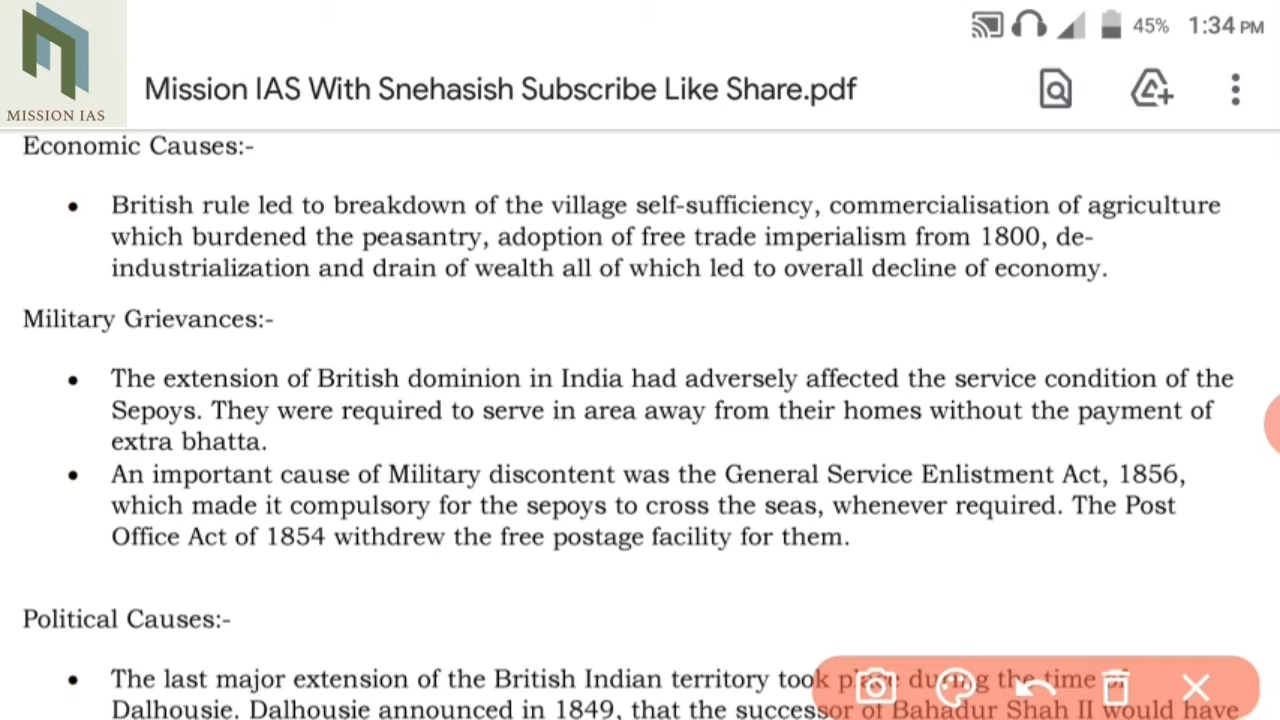 45% 1:34 PM
MISSION IAS
Mission IAS With Snehasish Subscribe Like Share.pdf
Economic Causes:-
• British rule led to breakdown of the village self-sufficiency, commercialisation of agriculture
which burdened the peasantry, adoption of free trade imperialism from 1800, de-
industrialization and drain of wealth all of which led to overall decline of economy.
Military Grievances:-
• The extension of British dominion in India had adversely affected the service condition of the
Sepoys. They were required to serve in area away from their homes without the payment of
extra bhatta.
• An important cause of Military discontent was the General Service Enlistment Act, 1856,
which made it compulsory for the sepoys to cross the seas, whenever required. The Post
Office Act of 1854 withdrew the free postage facility for them.
Political Causes:-
• The last major extension of the British Indian territory took place during the time of
Dalhousie. Dalhousie announced in 1849, that the successor of Bahadur Shah II would have